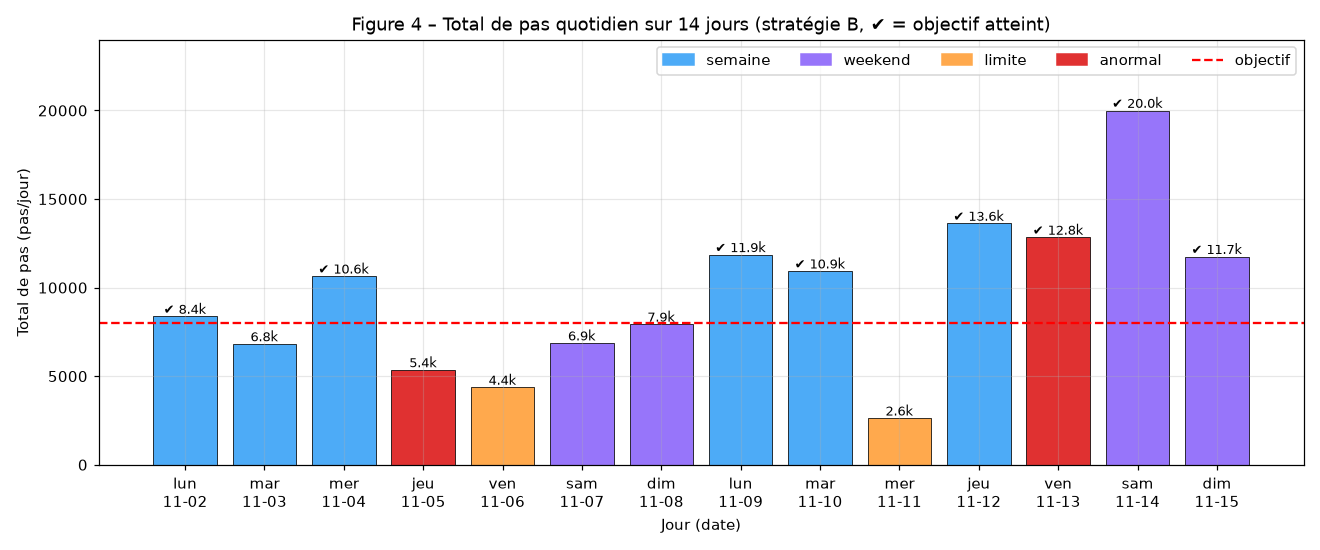 Figure 4 – Total de pas quotidien sur 14 jours (stratégie B, ✔ = objectif atteint)
semaine weekend limite anormal objectif
Total de pas (pas/jour)
20000
15000
10000
5000
0
✔ 8.4k
6.8k
✔ 10.6k
5.4k
4.4k
6.9k
7.9k
✔ 11.9k
✔ 10.9k
2.6k
✔ 13.6k
✔ 12.8k
✔ 20.0k
✔ 11.7k
lun mar mer jeu ven sam dim lun mar mer jeu ven sam dim
11-02 11-03 11-04 11-05 11-06 11-07 11-08 11-09 11-10 11-11 11-12 11-13 11-14 11-15
Jour (date)